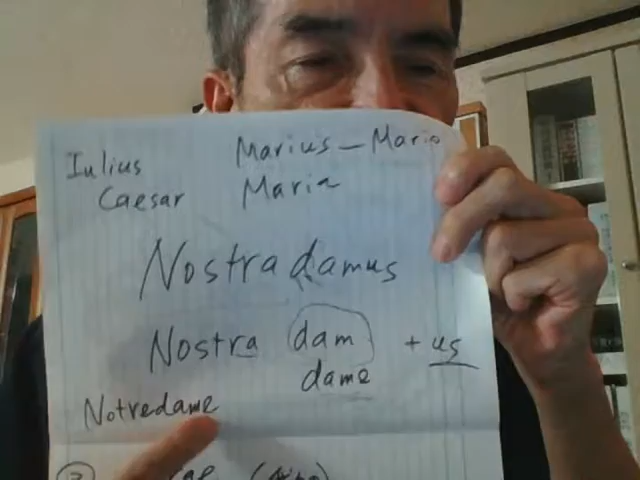 Iulius Marius - Mario
Caesar Maria
Nostradamus
Nostra dam + us
dame
Notredame